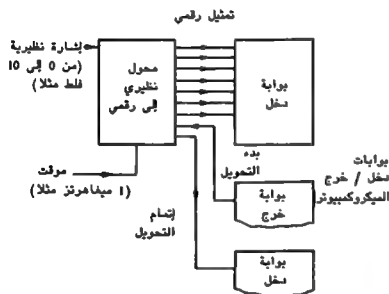 تمثيل رقمي
إشارة نظيرية
(من 0 إلى 10
فلط مثلا)
محول
نظيري
إلى رقمي
بوابة
دخل
موقت
(1 ميغاهرتز مثلا)
بدء
التحويل
بوابات
دخل / خرج
الميكروكمبيوتر
بوابة
خرج
إتمام
التحويل
بوابة
دخل